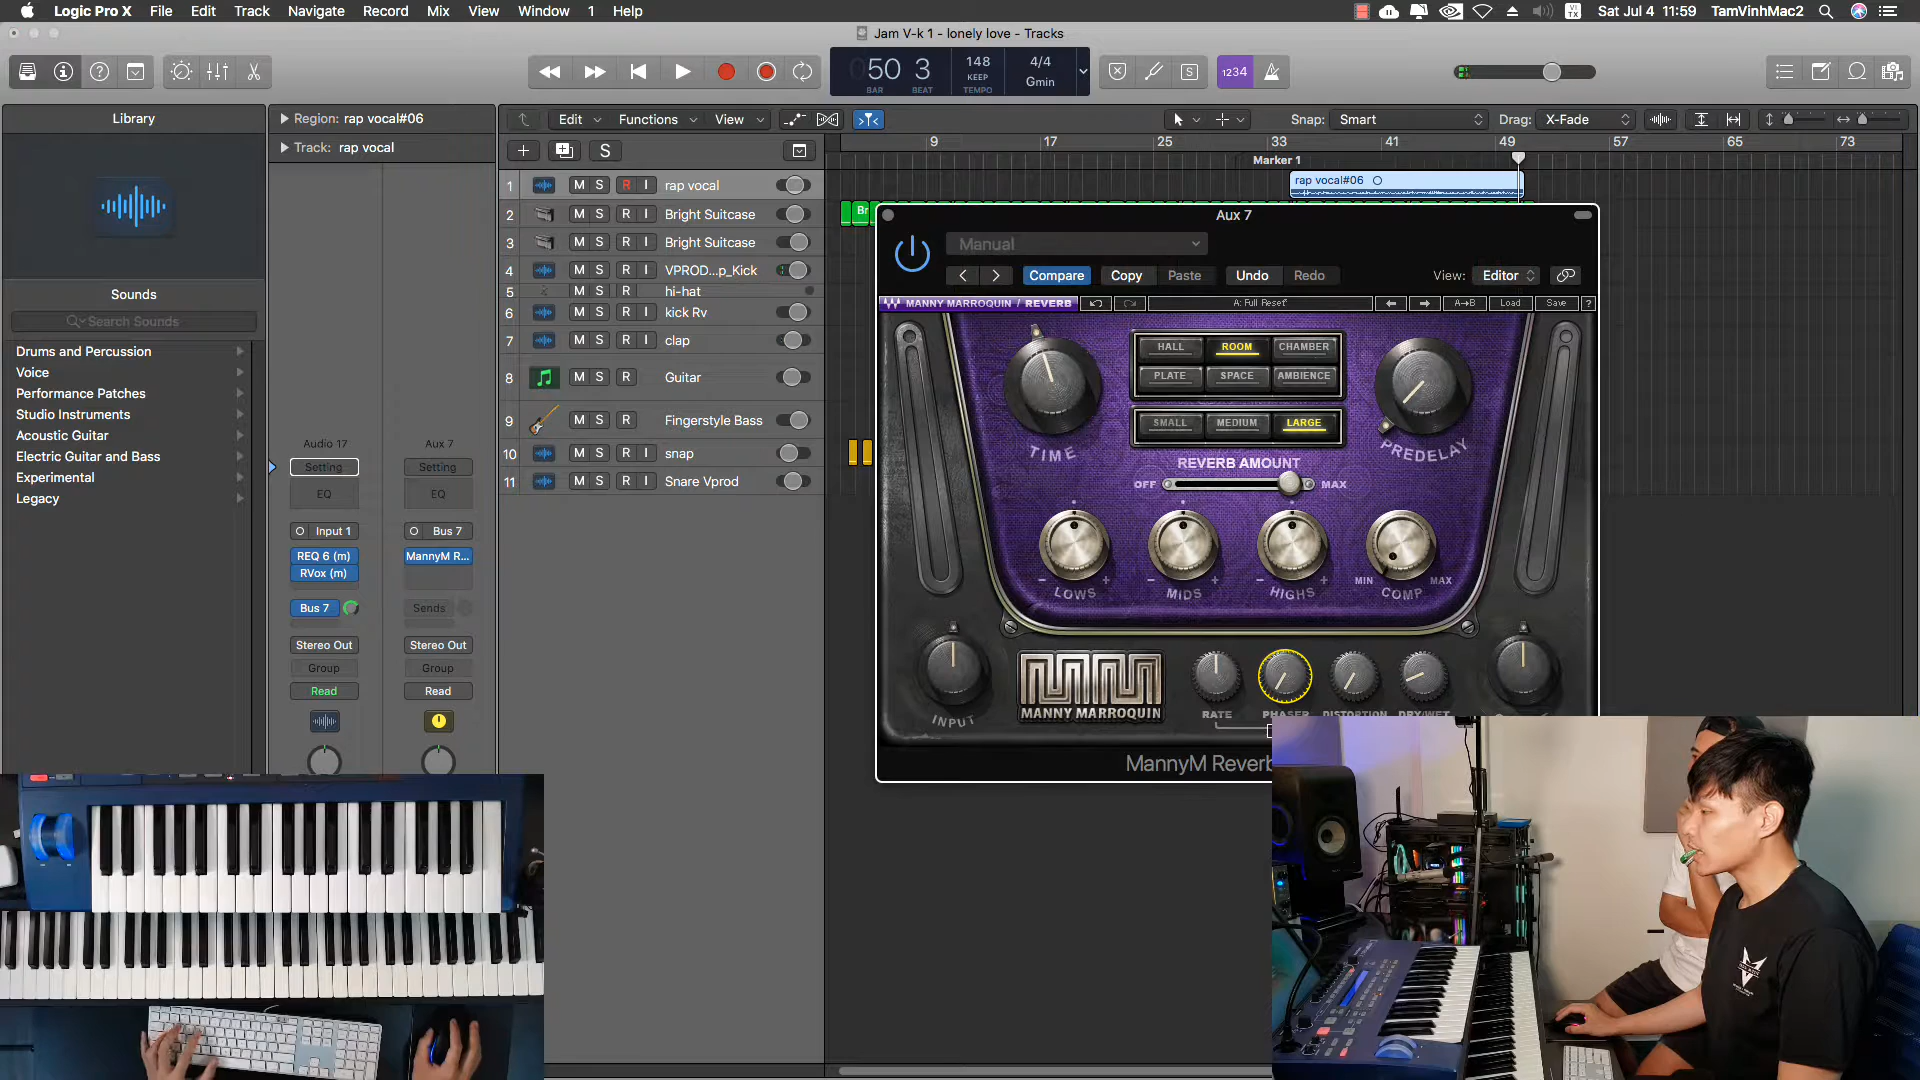 Logic Pro X File Edit Track Navigate Record Mix View Window 1 Help
VI TX Sat Jul 4 11:59 TamVinhMac2
Jam V-k 1 - lonely love - Tracks
50 3 148 4/4
KEEP Gmin
BAR BEAT TEMPO
S 1234
Library
Region: rap vocal#06
Track: rap vocal
Edit Functions View
Snap: Smart Drag: X-Fade
S
9 17 25 33 41 49 57 65 73
Marker 1
1 M S R I rap vocal
rap vocal#06
2 M S R I Bright Suitcase
Br
3 M S R I Bright Suitcase
4 M S R I VPROD...p_Kick
5 M S R hi-hat
6 M S R I kick Rv
7 M S R I clap
8 M S R Guitar
9 M S R Fingerstyle Bass
10 M S R I snap
11 M S R I Snare Vprod
Sounds
Search Sounds
Drums and Percussion
Voice
Performance Patches
Studio Instruments
Acoustic Guitar
Electric Guitar and Bass
Experimental
Legacy
Audio 17 Aux 7
Setting Setting
EQ EQ
Input 1 Bus 7
REQ 6 (m) MannyM R...
RVox (m)
Bus 7 Sends
Stereo Out Stereo Out
Group Group
Read Read
Aux 7
Manual
Compare Copy Paste Undo Redo View: Editor
MANNY MARROQUIN / REVERB A: Full Reset* A→B Load Save ?
HALL ROOM CHAMBER
PLATE SPACE AMBIENCE
SMALL MEDIUM LARGE
TIME PREDELAY
REVERB AMOUNT
OFF MAX
- + - + - + MIN MAX
LOWS MIDS HIGHS COMP
INPUT
MANNY MARROQUIN
RATE PHASER DISTORTION DRY/WET
MannyM Reverb